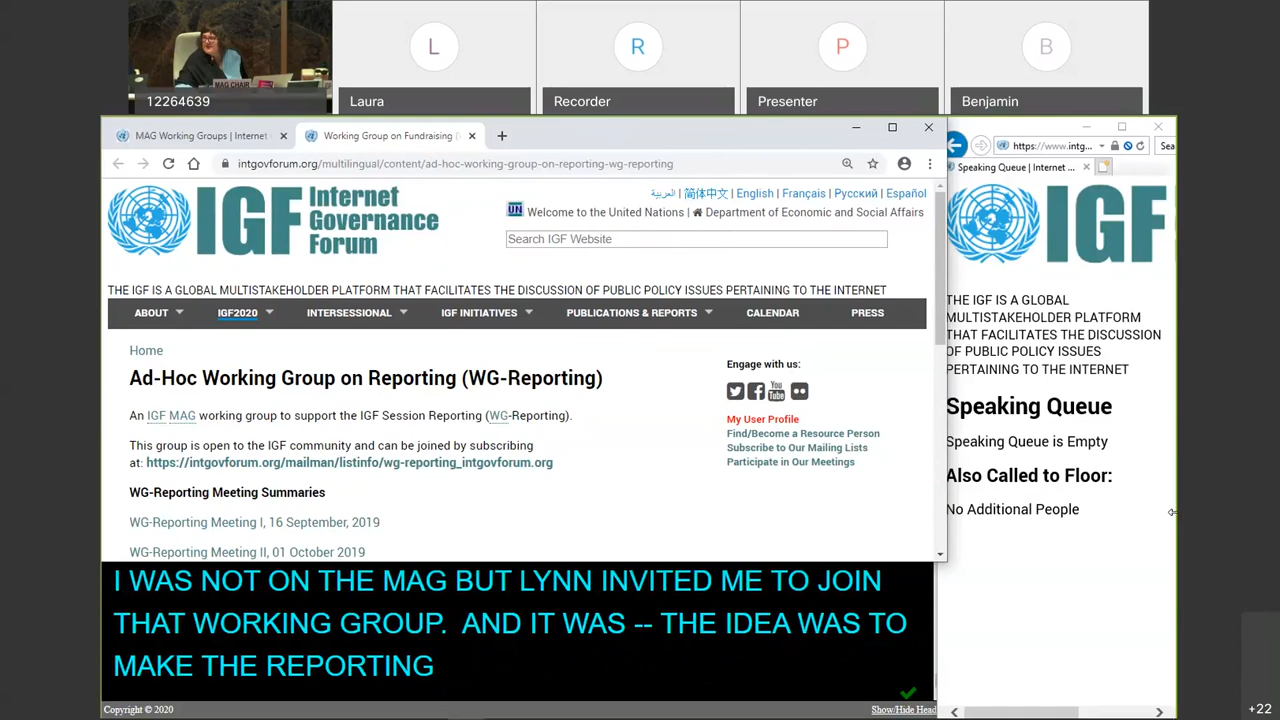 MAG CHAIR
L
R
P
B
12264639
Laura
Recorder
Presenter
Benjamin
MAG Working Groups | Internet
Working Group on Fundraising (
intgovforum.org/multilingual/content/ad-hoc-working-group-on-reporting-wg-reporting
https://www.intg...
Sea
Speaking Queue | Internet ...
IGF Internet Governance Forum
العربية | 简体中文 | English | Français | Русский | Español
UN Welcome to the United Nations | Department of Economic and Social Affairs
Search IGF Website
THE IGF IS A GLOBAL MULTISTAKEHOLDER PLATFORM THAT FACILITATES THE DISCUSSION OF PUBLIC POLICY ISSUES PERTAINING TO THE INTERNET
ABOUT IGF2020 INTERSESSIONAL IGF INITIATIVES PUBLICATIONS & REPORTS CALENDAR PRESS
Home
Ad-Hoc Working Group on Reporting (WG-Reporting)
An IGF MAG working group to support the IGF Session Reporting (WG-Reporting).
This group is open to the IGF community and can be joined by subscribing
at: https://intgovforum.org/mailman/listinfo/wg-reporting_intgovforum.org
WG-Reporting Meeting Summaries
WG-Reporting Meeting I, 16 September, 2019
WG-Reporting Meeting II, 01 October 2019
Engage with us:
You Tube
My User Profile
Find/Become a Resource Person
Subscribe to Our Mailing Lists
Participate in Our Meetings
IGF
THE IGF IS A GLOBAL
MULTISTAKEHOLDER PLATFORM
THAT FACILITATES THE DISCUSSION
OF PUBLIC POLICY ISSUES
PERTAINING TO THE INTERNET
Speaking Queue
Speaking Queue is Empty
Also Called to Floor:
No Additional People
I WAS NOT ON THE MAG BUT LYNN INVITED ME TO JOIN
THAT WORKING GROUP. AND IT WAS -- THE IDEA WAS TO
MAKE THE REPORTING
Copyright © 2020
Show/Hide Head
+22